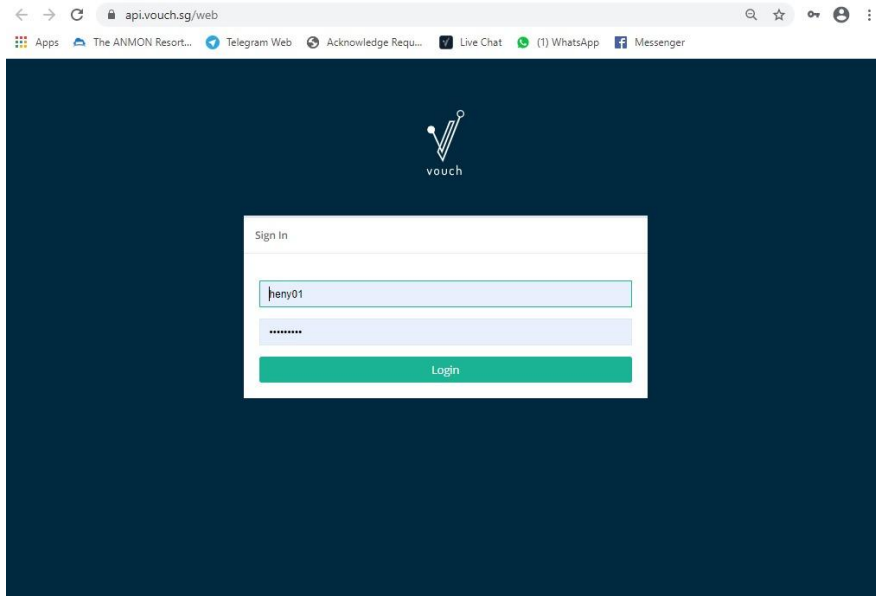 api.vouch.sg/web
Apps The ANMON Resort... Telegram Web Acknowledge Requ... Live Chat (1) WhatsApp Messenger
vouch
Sign In
heny01
•••••••••
Login